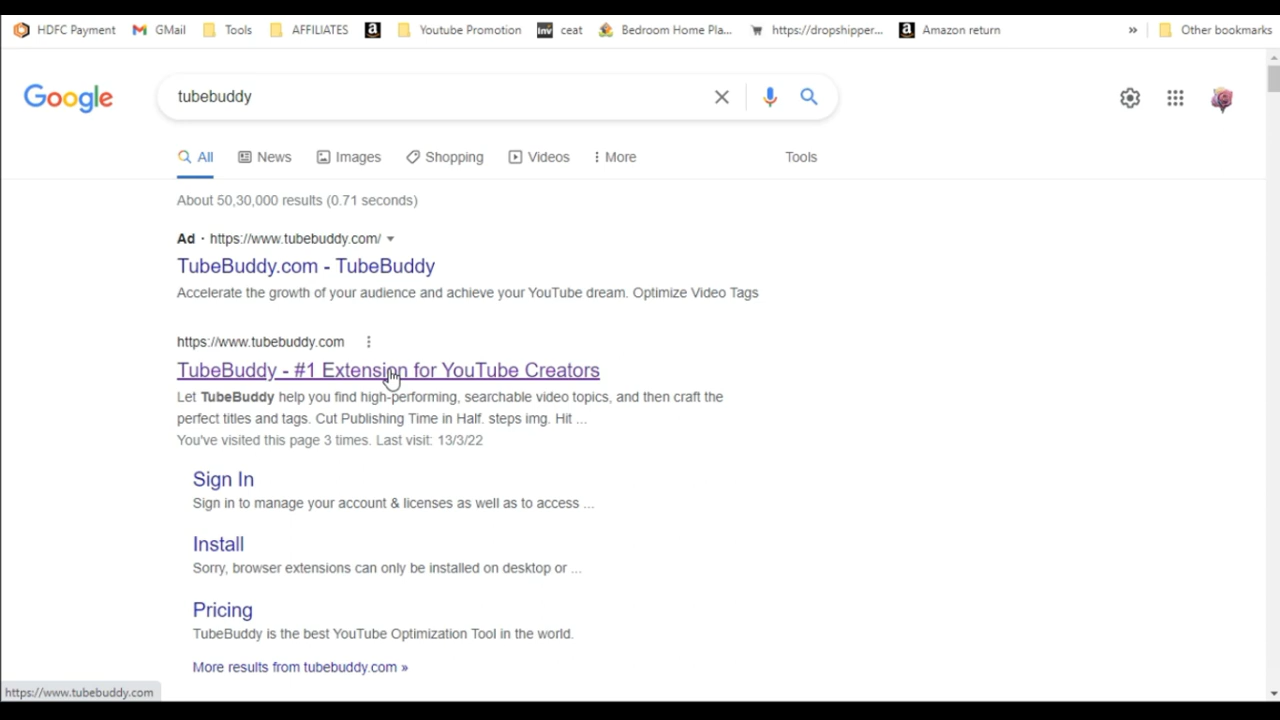 HDFC Payment GMail Tools AFFILIATES a Youtube Promotion Inv ceat Bedroom Home Pla... https://dropshipper... a Amazon return » Other bookmarks
Google tubebuddy
All News Images Shopping Videos More Tools
About 50,30,000 results (0.71 seconds)
Ad · https://www.tubebuddy.com/
TubeBuddy.com - TubeBuddy
Accelerate the growth of your audience and achieve your YouTube dream. Optimize Video Tags
https://www.tubebuddy.com
TubeBuddy - #1 Extension for YouTube Creators
Let TubeBuddy help you find high-performing, searchable video topics, and then craft the
perfect titles and tags. Cut Publishing Time in Half. steps img. Hit ...
You've visited this page 3 times. Last visit: 13/3/22
Sign In
Sign in to manage your account & licenses as well as to access ...
Install
Sorry, browser extensions can only be installed on desktop or ...
Pricing
TubeBuddy is the best YouTube Optimization Tool in the world.
More results from tubebuddy.com »
https://www.tubebuddy.com